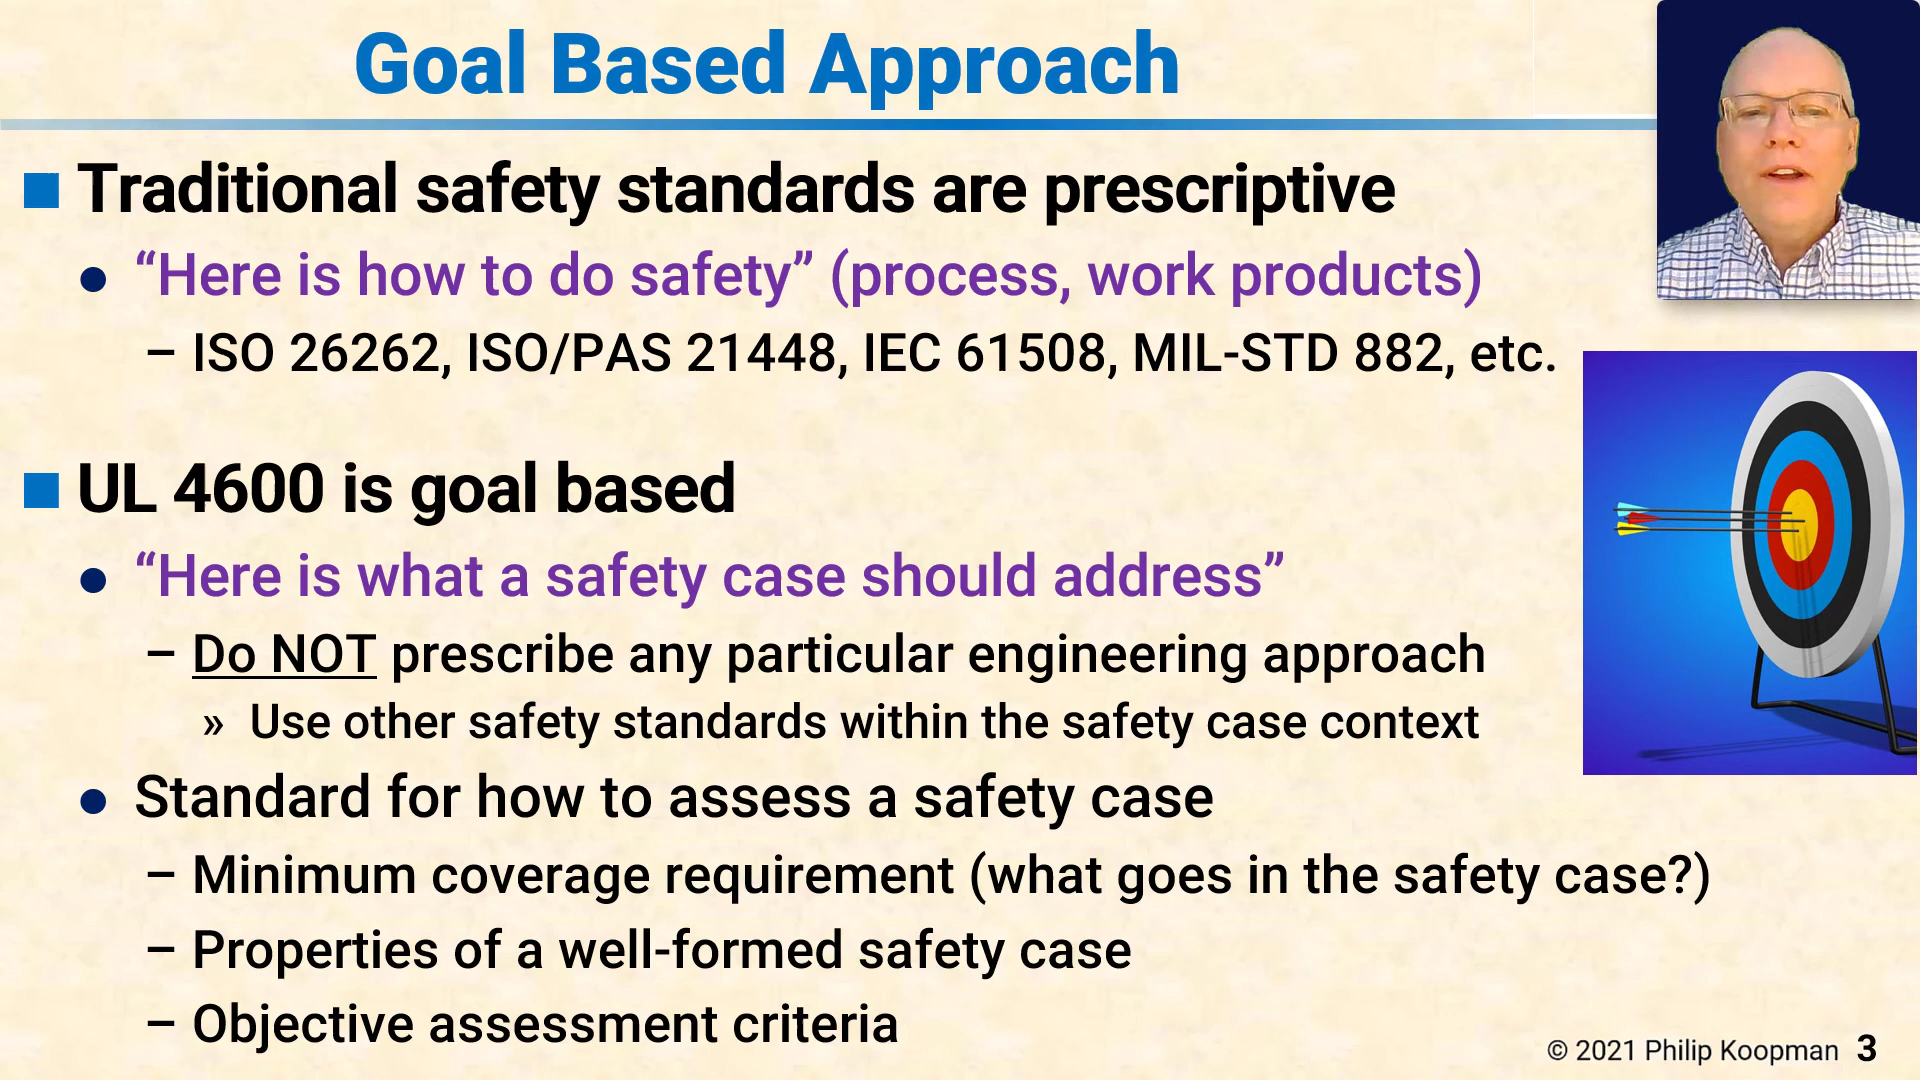 Goal Based Approach
Traditional safety standards are prescriptive
“Here is how to do safety” (process, work products)
– ISO 26262, ISO/PAS 21448, IEC 61508, MIL-STD 882, etc.
UL 4600 is goal based
“Here is what a safety case should address”
– Do NOT prescribe any particular engineering approach
» Use other safety standards within the safety case context
Standard for how to assess a safety case
– Minimum coverage requirement (what goes in the safety case?)
– Properties of a well-formed safety case
– Objective assessment criteria
© 2021 Philip Koopman 3